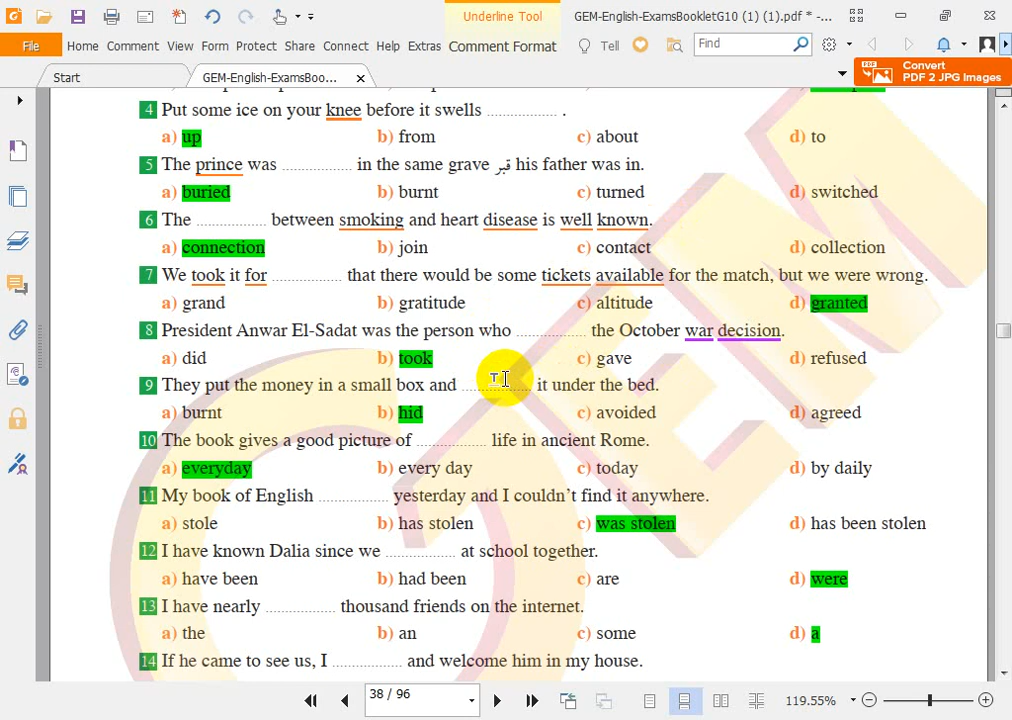 Underline Tool
GEM-English-ExamsBookletG10 (1) (1).pdf * -...
File Home Comment View Form Protect Share Connect Help Extras Comment Format Tell Find
Start GEM-English-ExamsBoo...
Convert
PDF 2 JPG Images
4 Put some ice on your knee before it swells .................. .
a) up b) from c) about d) to
5 The prince was .................. in the same grave قبر his father was in.
a) buried b) burnt c) turned d) switched
6 The .................. between smoking and heart disease is well known.
a) connection b) join c) contact d) collection
7 We took it for .................. that there would be some tickets available for the match, but we were wrong.
a) grand b) gratitude c) altitude d) granted
8 President Anwar El-Sadat was the person who .................. the October war decision.
a) did b) took c) gave d) refused
9 They put the money in a small box and .................. it under the bed.
a) burnt b) hid c) avoided d) agreed
10 The book gives a good picture of .................. life in ancient Rome.
a) everyday b) every day c) today d) by daily
11 My book of English .................. yesterday and I couldn't find it anywhere.
a) stole b) has stolen c) was stolen d) has been stolen
12 I have known Dalia since we .................. at school together.
a) have been b) had been c) are d) were
13 I have nearly .................. thousand friends on the internet.
a) the b) an c) some d) a
14 If he came to see us, I .................. and welcome him in my house.
38 / 96 119.55%